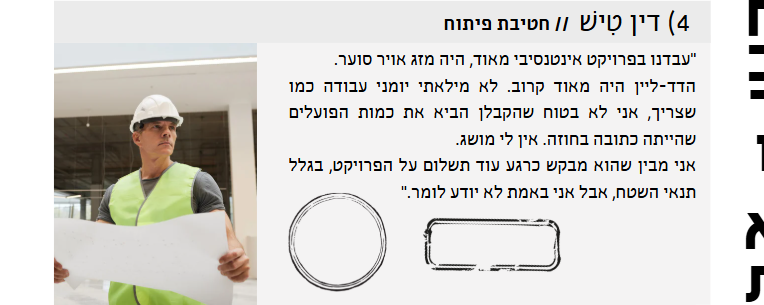 4) דין טִישׁ // חטיבת פיתוח
"עבדנו בפרויקט אינטנסיבי מאוד, היה מזג אויר סוער.
הדד-ליין היה מאוד קרוב. לא מילאתי יומני עבודה כמו
שצריך, אני לא בטוח שהקבלן הביא את כמות הפועלים
שהייתה כתובה בחוזה. אין לי מושג.
אני מבין שהוא מבקש כרגע עוד תשלום על הפרויקט, בגלל
תנאי השטח, אבל אני באמת לא יודע לומר."